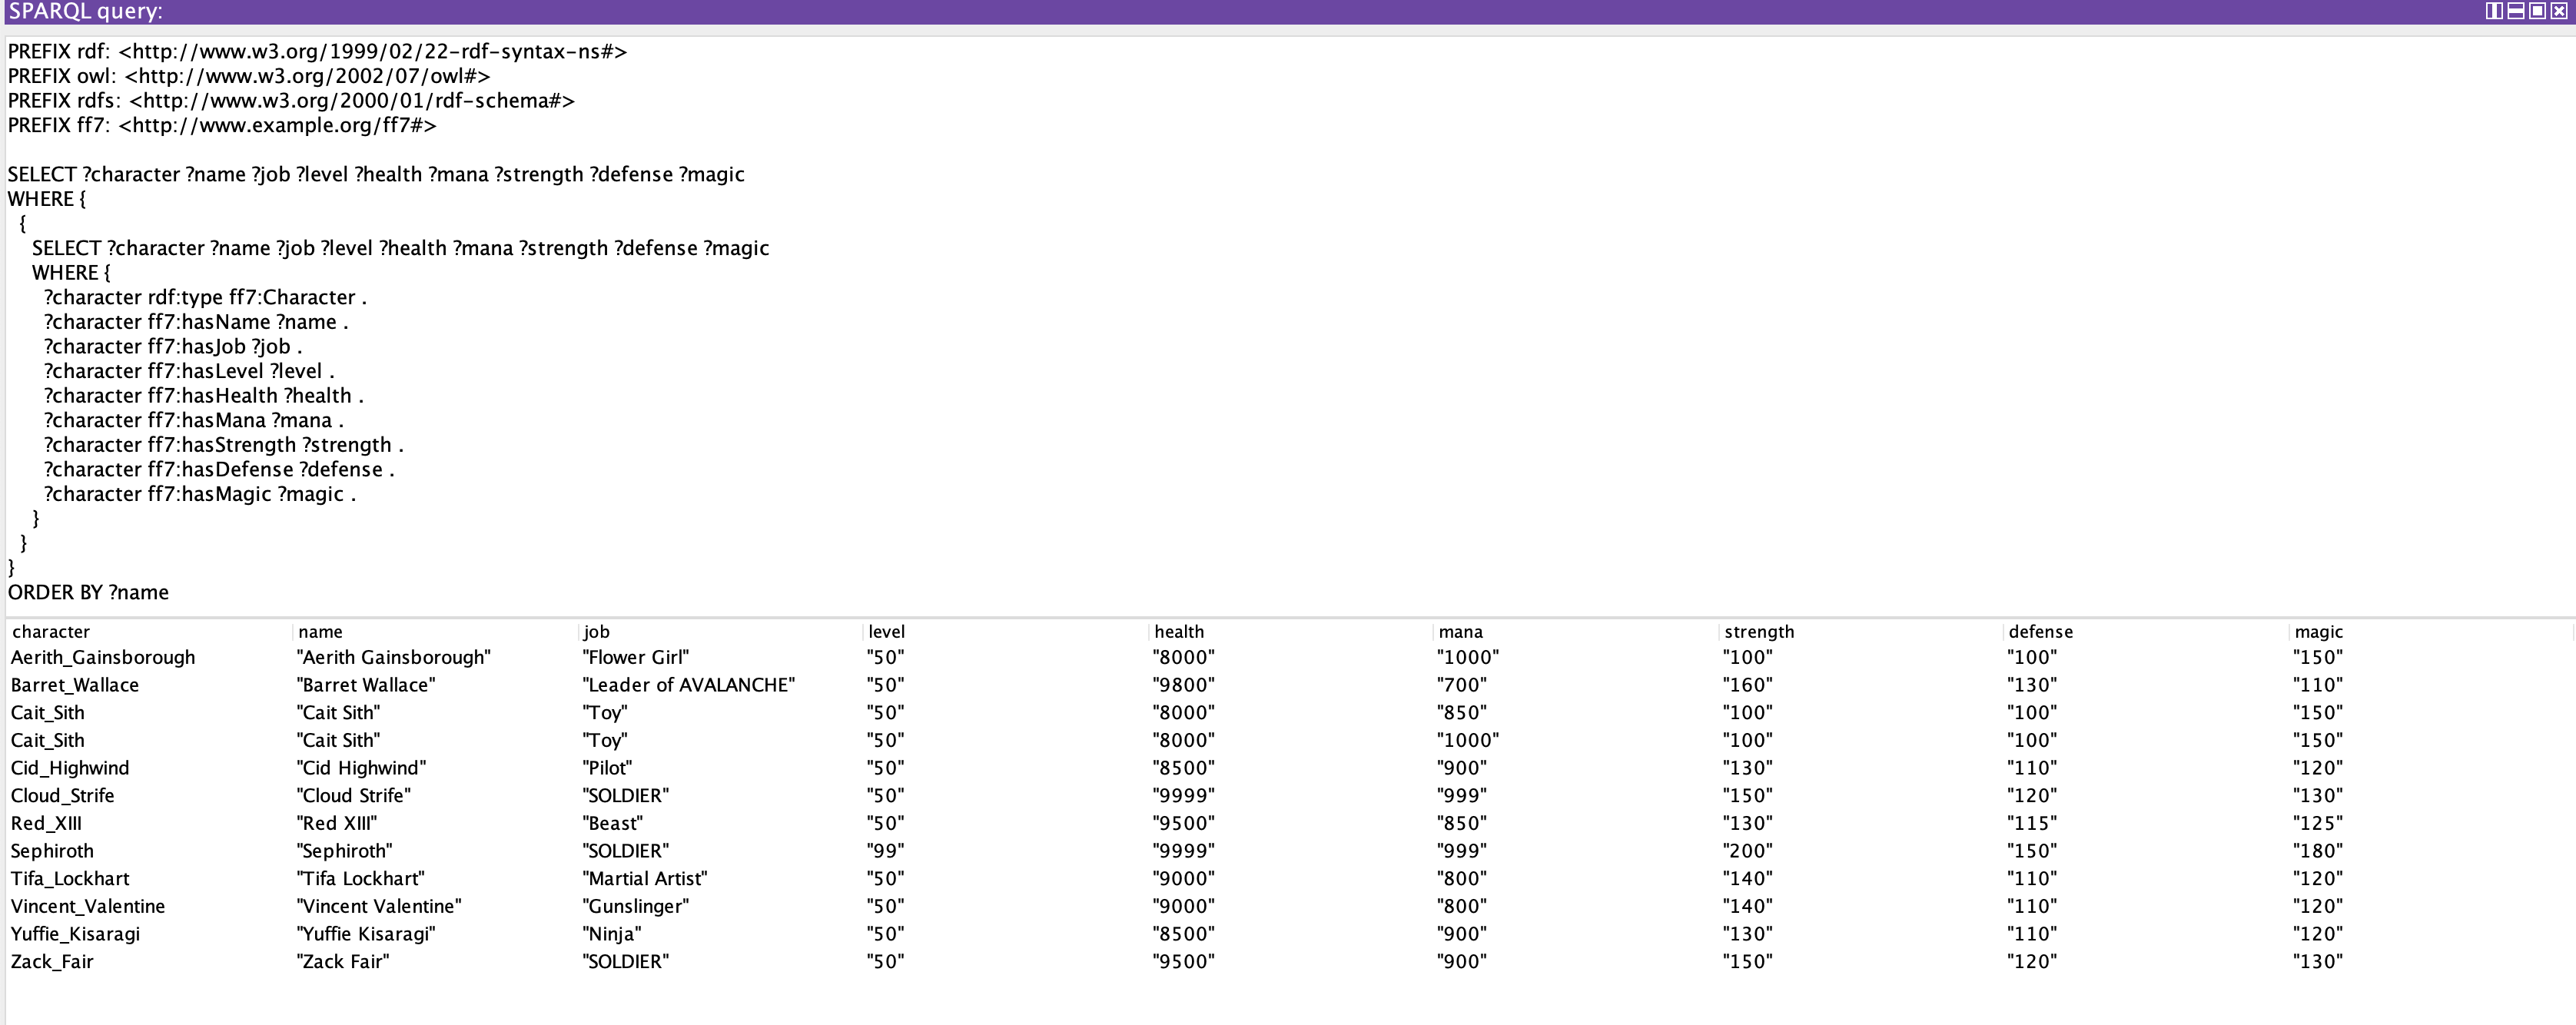 SPARQL query:
PREFIX rdf: <http://www.w3.org/1999/02/22-rdf-syntax-ns#>
PREFIX owl: <http://www.w3.org/2002/07/owl#>
PREFIX rdfs: <http://www.w3.org/2000/01/rdf-schema#>
PREFIX ff7: <http://www.example.org/ff7#>
SELECT ?character ?name ?job ?level ?health ?mana ?strength ?defense ?magic
WHERE {
{
SELECT ?character ?name ?job ?level ?health ?mana ?strength ?defense ?magic
WHERE {
?character rdf:type ff7:Character .
?character ff7:hasName ?name .
?character ff7:hasJob ?job .
?character ff7:hasLevel ?level .
?character ff7:hasHealth ?health .
?character ff7:hasMana ?mana .
?character ff7:hasStrength ?strength .
?character ff7:hasDefense ?defense .
?character ff7:hasMagic ?magic .
}
}
}
ORDER BY ?name
character name job level health mana strength defense magic
Aerith_Gainsborough "Aerith Gainsborough" "Flower Girl" "50" "8000" "1000" "100" "100" "150"
Barret_Wallace "Barret Wallace" "Leader of AVALANCHE" "50" "9800" "700" "160" "130" "110"
Cait_Sith "Cait Sith" "Toy" "50" "8000" "850" "100" "100" "150"
Cait_Sith "Cait Sith" "Toy" "50" "8000" "1000" "100" "100" "150"
Cid_Highwind "Cid Highwind" "Pilot" "50" "8500" "900" "130" "110" "120"
Cloud_Strife "Cloud Strife" "SOLDIER" "50" "9999" "999" "150" "120" "130"
Red_XIII "Red XIII" "Beast" "50" "9500" "850" "130" "115" "125"
Sephiroth "Sephiroth" "SOLDIER" "99" "9999" "999" "200" "150" "180"
Tifa_Lockhart "Tifa Lockhart" "Martial Artist" "50" "9000" "800" "140" "110" "120"
Vincent_Valentine "Vincent Valentine" "Gunslinger" "50" "9000" "800" "140" "110" "120"
Yuffie_Kisaragi "Yuffie Kisaragi" "Ninja" "50" "8500" "900" "130" "110" "120"
Zack_Fair "Zack Fair" "SOLDIER" "50" "9500" "900" "150" "120" "130"